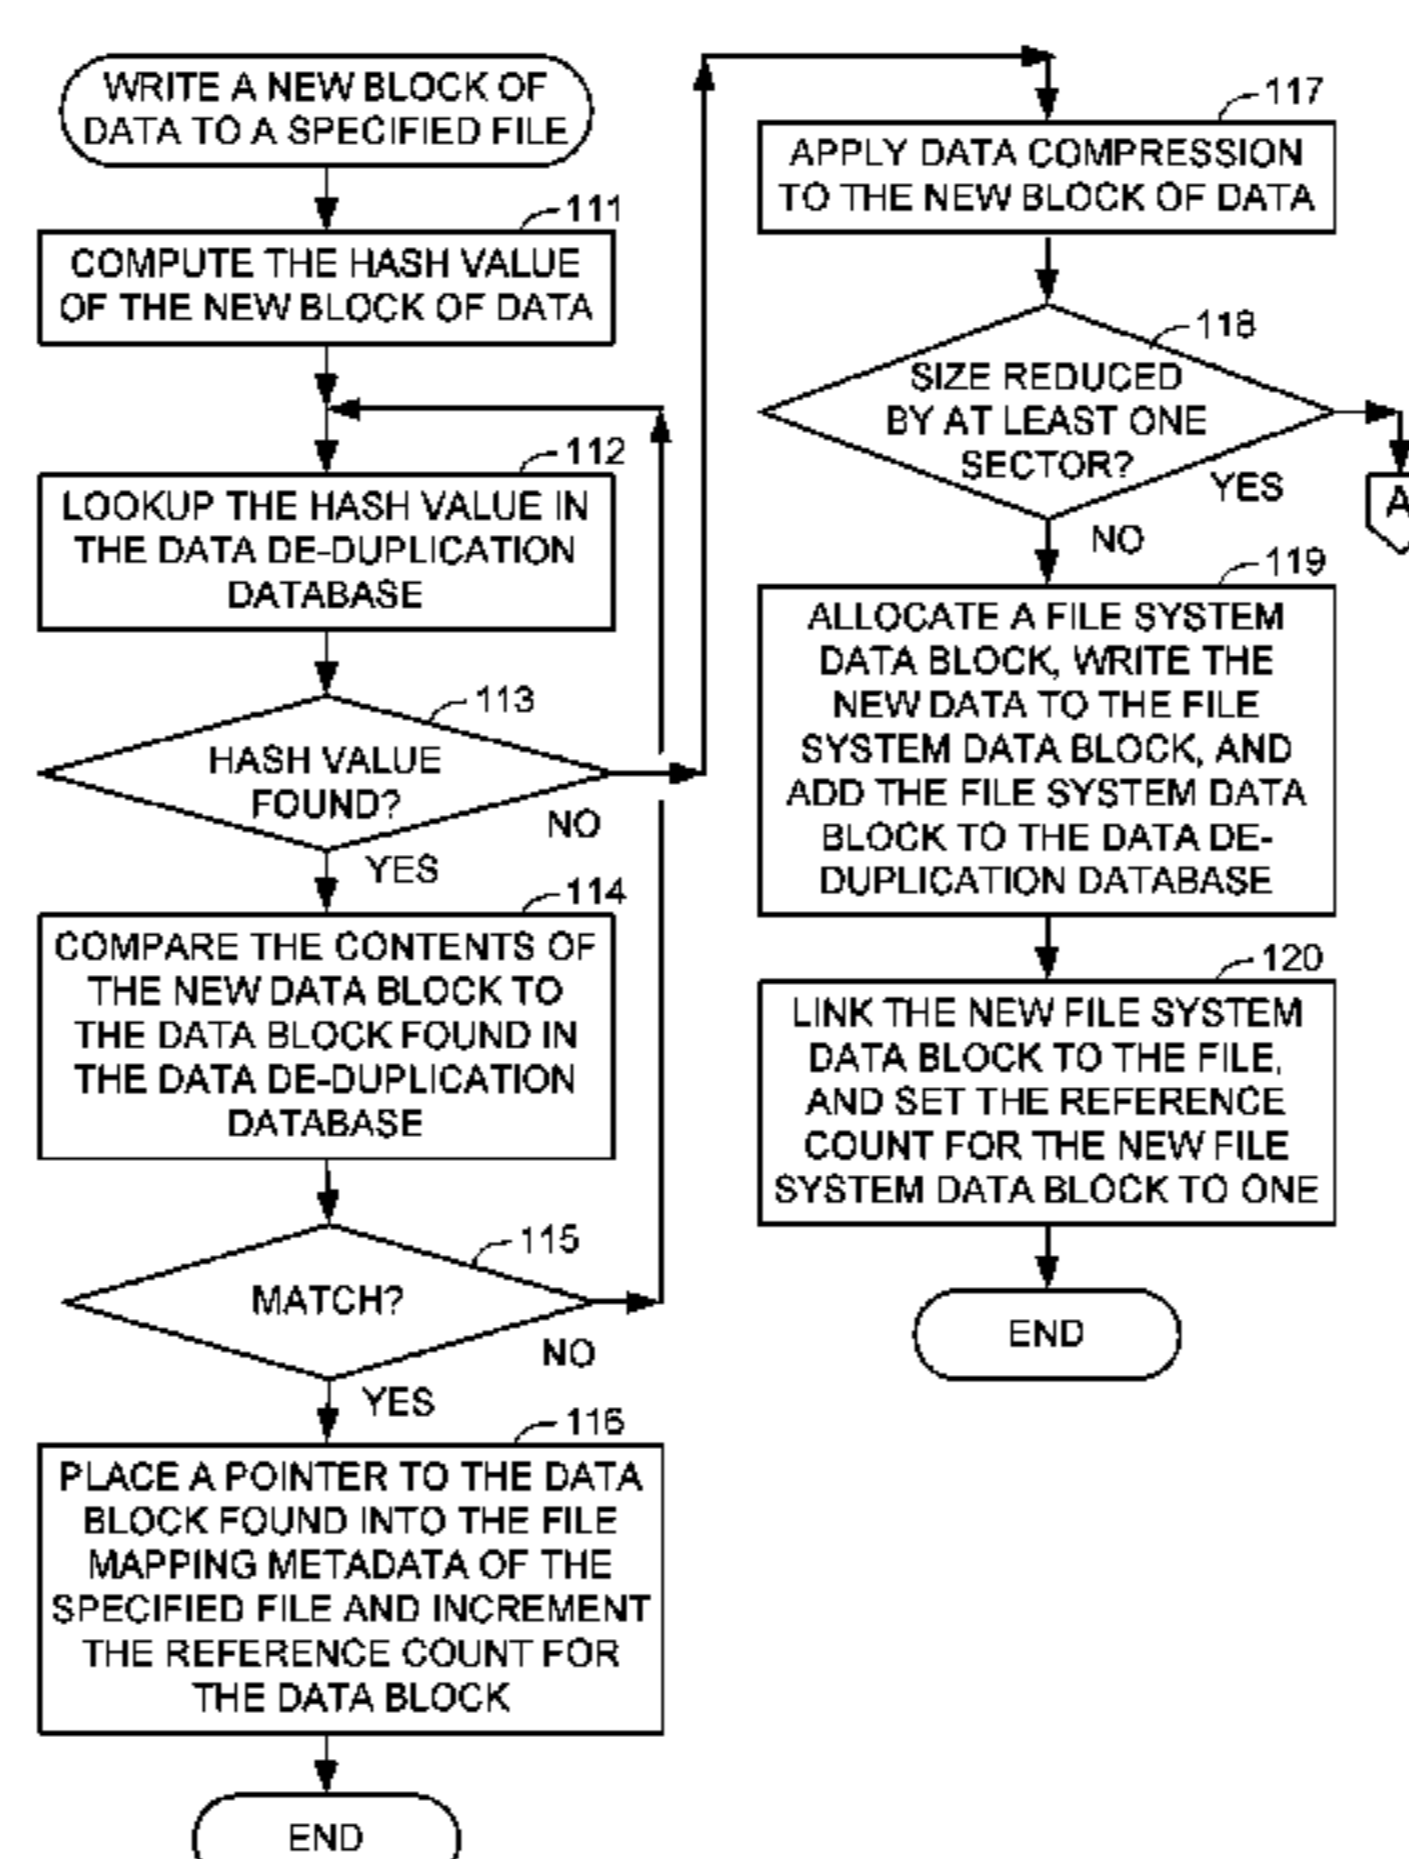 WRITE A NEW BLOCK OF
DATA TO A SPECIFIED FILE
111
COMPUTE THE HASH VALUE
OF THE NEW BLOCK OF DATA
112
LOOKUP THE HASH VALUE IN
THE DATA DE-DUPLICATION
DATABASE
113
HASH VALUE
FOUND?
NO
YES
114
COMPARE THE CONTENTS OF
THE NEW DATA BLOCK TO
THE DATA BLOCK FOUND IN
THE DATA DE-DUPLICATION
DATABASE
115
MATCH?
NO
YES
116
PLACE A POINTER TO THE DATA
BLOCK FOUND INTO THE FILE
MAPPING METADATA OF THE
SPECIFIED FILE AND INCREMENT
THE REFERENCE COUNT FOR
THE DATA BLOCK
END
117
APPLY DATA COMPRESSION
TO THE NEW BLOCK OF DATA
118
SIZE REDUCED
BY AT LEAST ONE
SECTOR?
YES
A
NO
119
ALLOCATE A FILE SYSTEM
DATA BLOCK, WRITE THE
NEW DATA TO THE FILE
SYSTEM DATA BLOCK, AND
ADD THE FILE SYSTEM DATA
BLOCK TO THE DATA DE-
DUPLICATION DATABASE
120
LINK THE NEW FILE SYSTEM
DATA BLOCK TO THE FILE,
AND SET THE REFERENCE
COUNT FOR THE NEW FILE
SYSTEM DATA BLOCK TO ONE
END